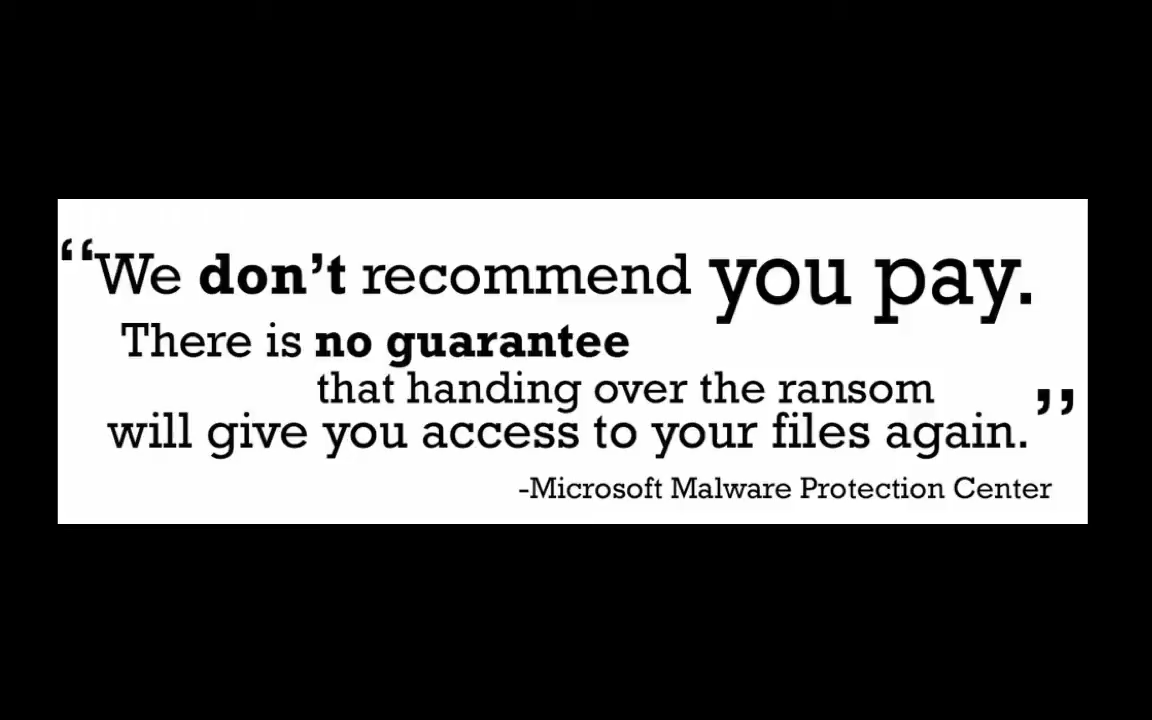 “We don’t recommend you pay.
There is no guarantee
that handing over the ransom
will give you access to your files again.”
-Microsoft Malware Protection Center